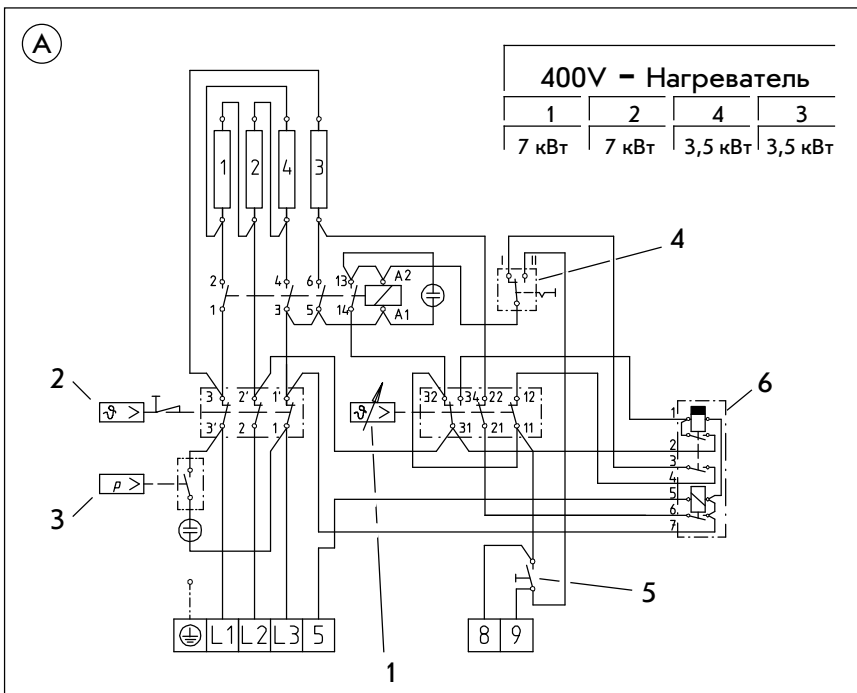 A
400V – Нагреватель
1 2 4 3
7 кВт 7 кВт 3,5 кВт 3,5 кВт
1 2 4 3
I II
4
2 4 6 13 A2
1 3 5 14 A1
2
3 2' 1'
32 34 22 12
6
ϑ >
ϑ >
1
3' 2 1
31 21 11
2
3
p >
4
3
5
6
7
5
⏚ L1 L2 L3 5 8 9
1